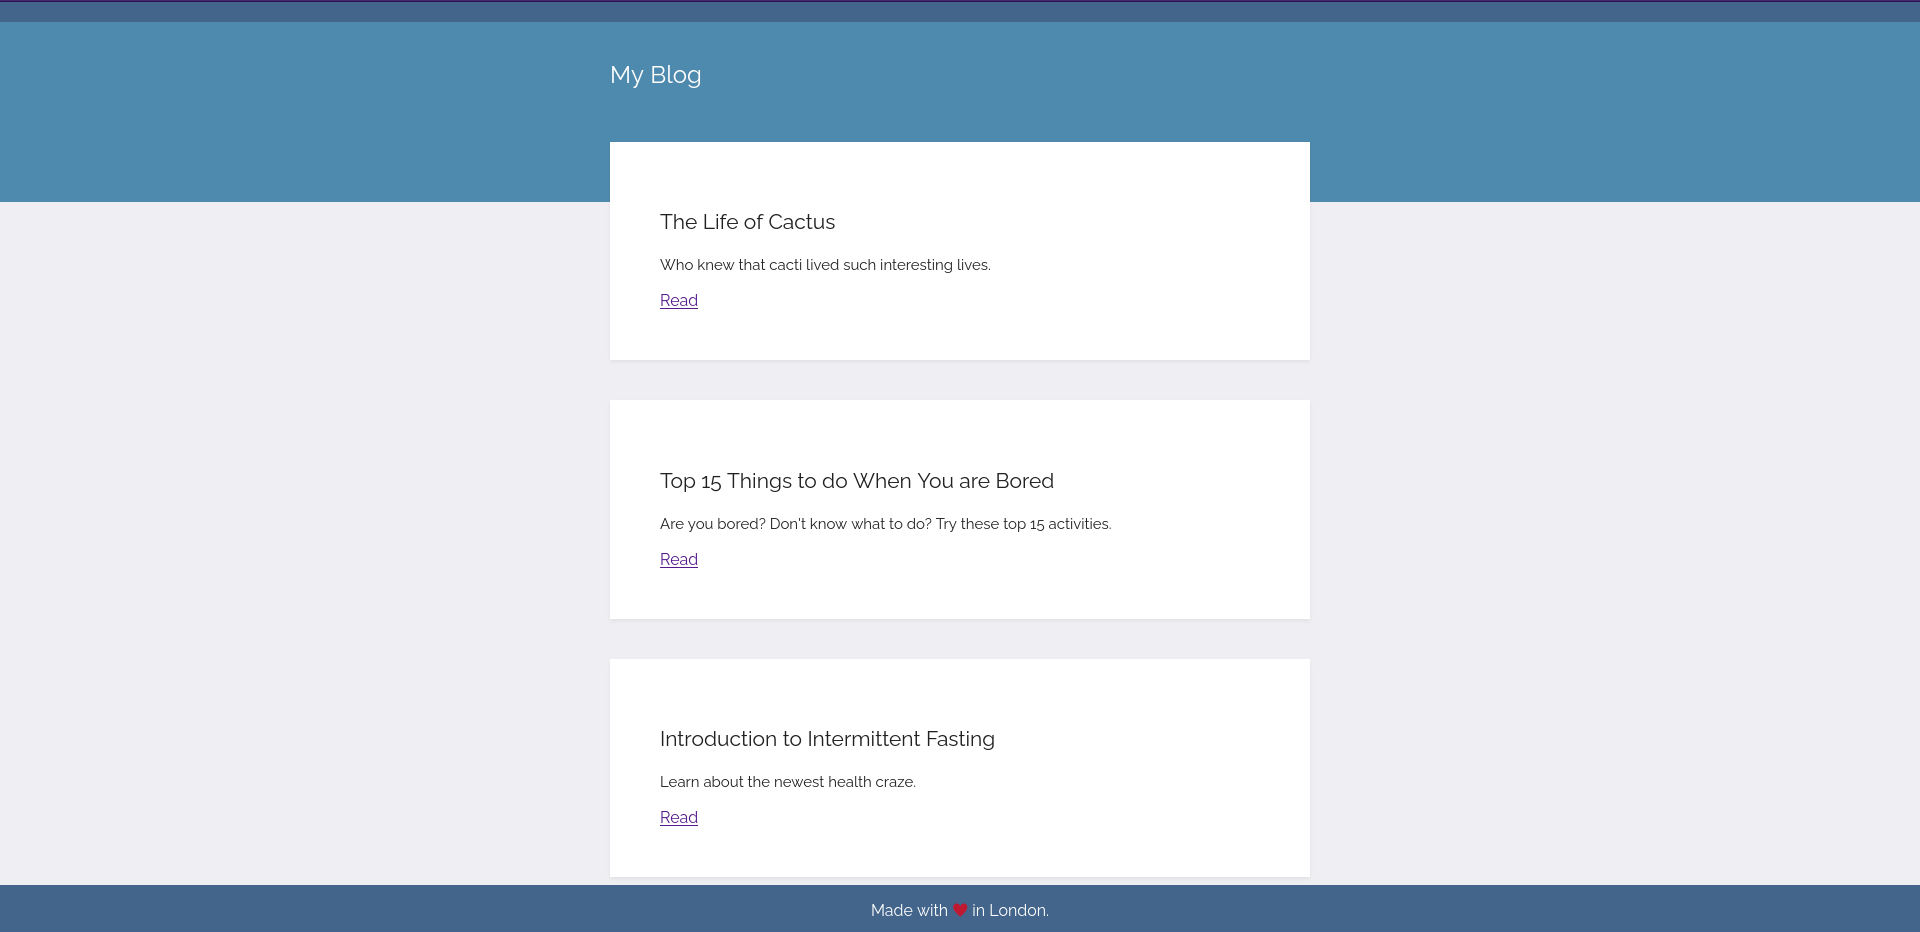 My Blog
The Life of Cactus
Who knew that cacti lived such interesting lives.
Read
Top 15 Things to do When You are Bored
Are you bored? Don't know what to do? Try these top 15 activities.
Read
Introduction to Intermittent Fasting
Learn about the newest health craze.
Read
Made with ❤ in London.